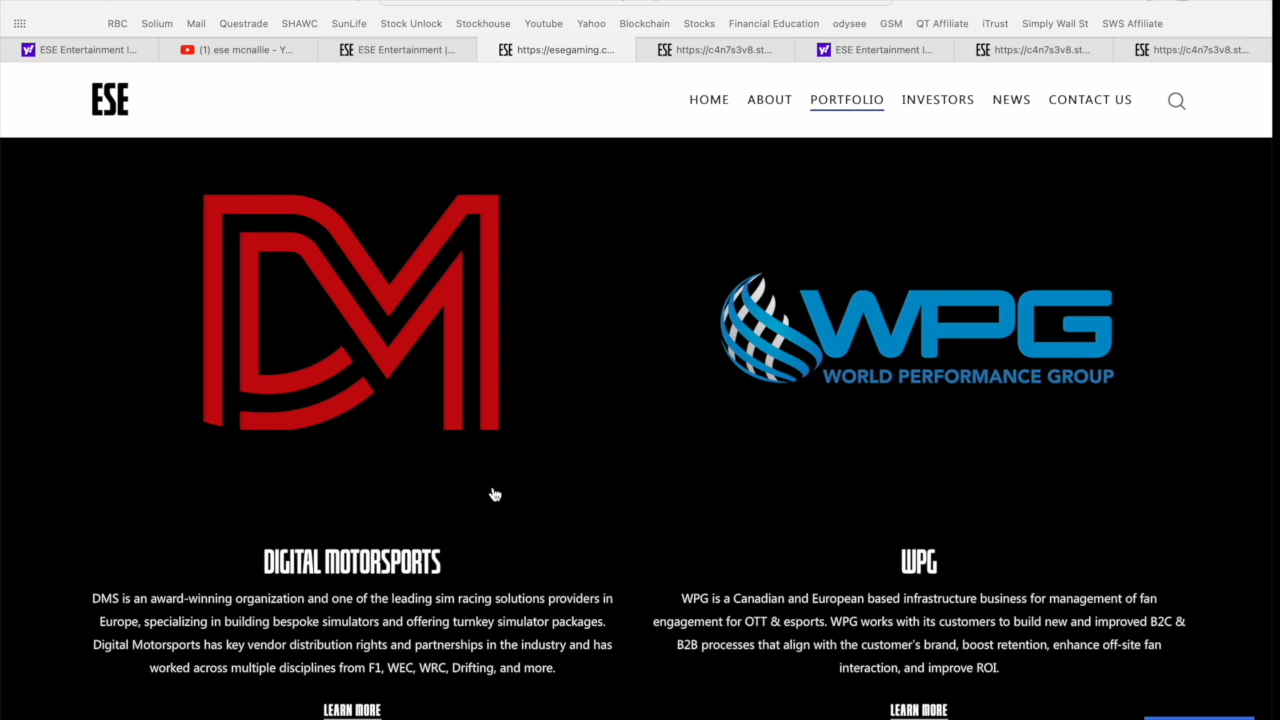 RBC Solium Mail Questrade SHAWC SunLife Stock Unlock Stockhouse Youtube Yahoo Blockchain Stocks Financial Education odysee GSM QT Affiliate iTrust Simply Wall St SWS Affiliate
ESE Entertainment I... (1) ese mcnallie - Y... ESE ESE Entertainment |... ESE https://esegaming.c... ESE https://c4n7s3v8.st... ESE Entertainment I... ESE https://c4n7s3v8.st... ESE https://c4n7s3v8.st...
ESE HOME ABOUT PORTFOLIO INVESTORS NEWS CONTACT US
DM
WPG
WORLD PERFORMANCE GROUP
DIGITAL MOTORSPORTS
DMS is an award-winning organization and one of the leading sim racing solutions providers in
Europe, specializing in building bespoke simulators and offering turnkey simulator packages.
Digital Motorsports has key vendor distribution rights and partnerships in the industry and has
worked across multiple disciplines from F1, WEC, WRC, Drifting, and more.
LEARN MORE
WPG
WPG is a Canadian and European based infrastructure business for management of fan
engagement for OTT & esports. WPG works with its customers to build new and improved B2C &
B2B processes that align with the customer's brand, boost retention, enhance off-site fan
interaction, and improve ROI.
LEARN MORE